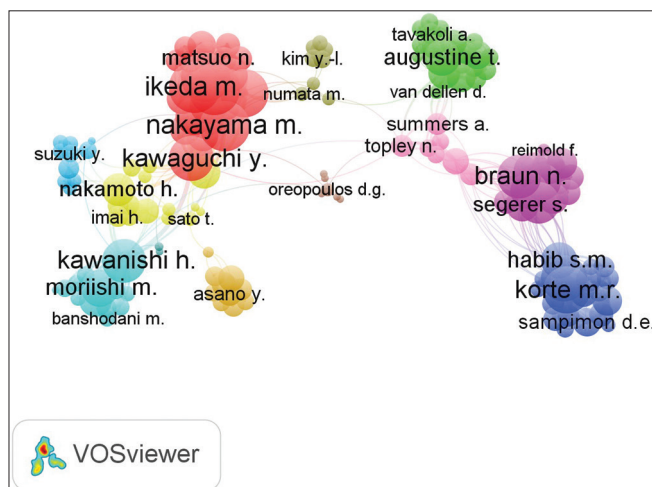 tavakoli a.
matsuo n.
kim y.-l.
augustine t.
ikeda m.
numata m.
van dellen d.
nakayama m.
summers a.
suzuki y.
kawaguchi y.
topley n.
reimold f.
nakamoto h.
oreopoulos d.g.
braun n.
imai h.
sato t.
segerer s.
kawanishi h.
habib s.m.
moriishi m.
asano y.
korte m.r.
banshodani m.
sampimon d.e.
VOSviewer